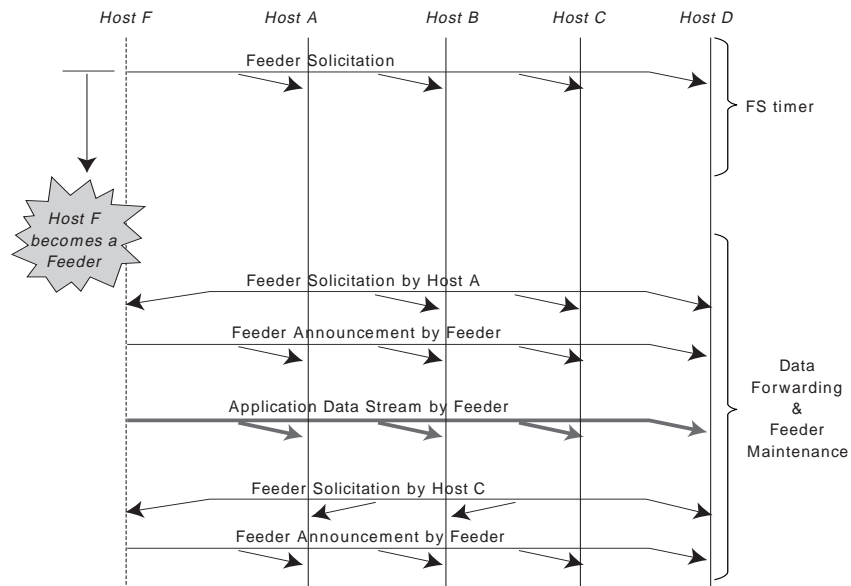 Host F Host A Host B Host C Host D
Feeder Solicitation
FS timer
Host F
becomes a
Feeder
Feeder Solicitation by Host A
Feeder Announcement by Feeder
Application Data Stream by Feeder
Data
Forwarding
&
Feeder
Maintenance
Feeder Solicitation by Host C
Feeder Announcement by Feeder